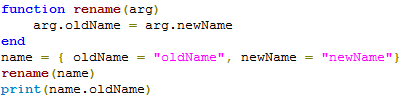 function rename(arg)
    arg.oldName = arg.newName
end
name = { oldName = "oldName", newName = "newName"}
rename(name)
print(name.oldName)